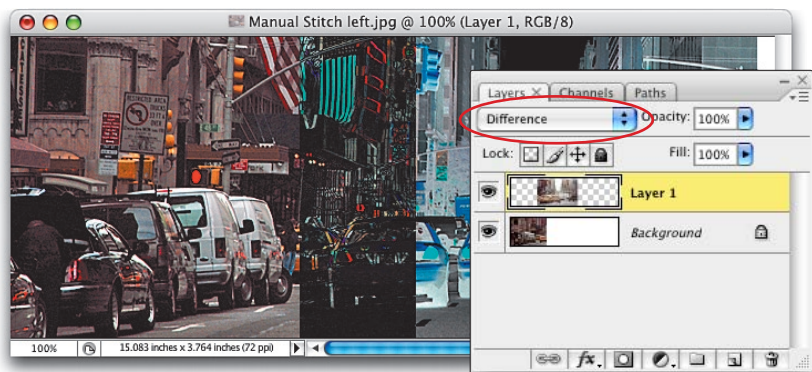 Manual Stitch left.jpg @ 100% (Layer 1, RGB/8)
Layers × Channels Paths
Difference Opacity: 100%
Lock: Fill: 100%
Layer 1
Background
100% 15.083 inches x 3.764 inches (72 ppi)
fx